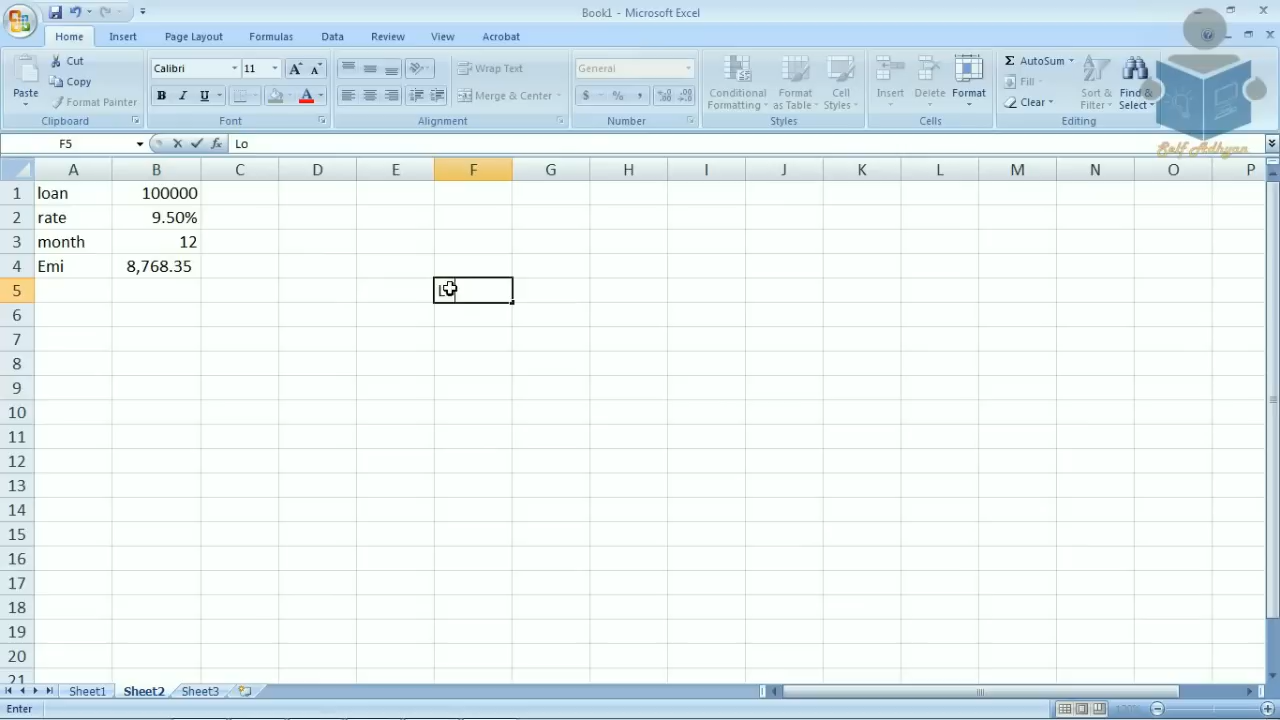 Book1 - Microsoft Excel
Home Insert Page Layout Formulas Data Review View Acrobat
Paste Cut Copy Format Painter
Calibri 11
B I U A A A
Wrap Text
Merge & Center
General
$ % ,
Conditional Formatting
Format as Table
Cell Styles
Insert Delete Format
Σ AutoSum
Fill
Clear
Sort & Filter
Find & Select
Clipboard Font Alignment Number Styles Cells Editing
Self Adhyan
F5 fx Lo
A B C D E F G H I J K L M N O P
1 loan 100000
2 rate 9.50%
3 month 12
4 Emi 8,768.35
5
6
7
8
9
10
11
12
13
14
15
16
17
18
19
20
21
Sheet1 Sheet2 Sheet3
Enter